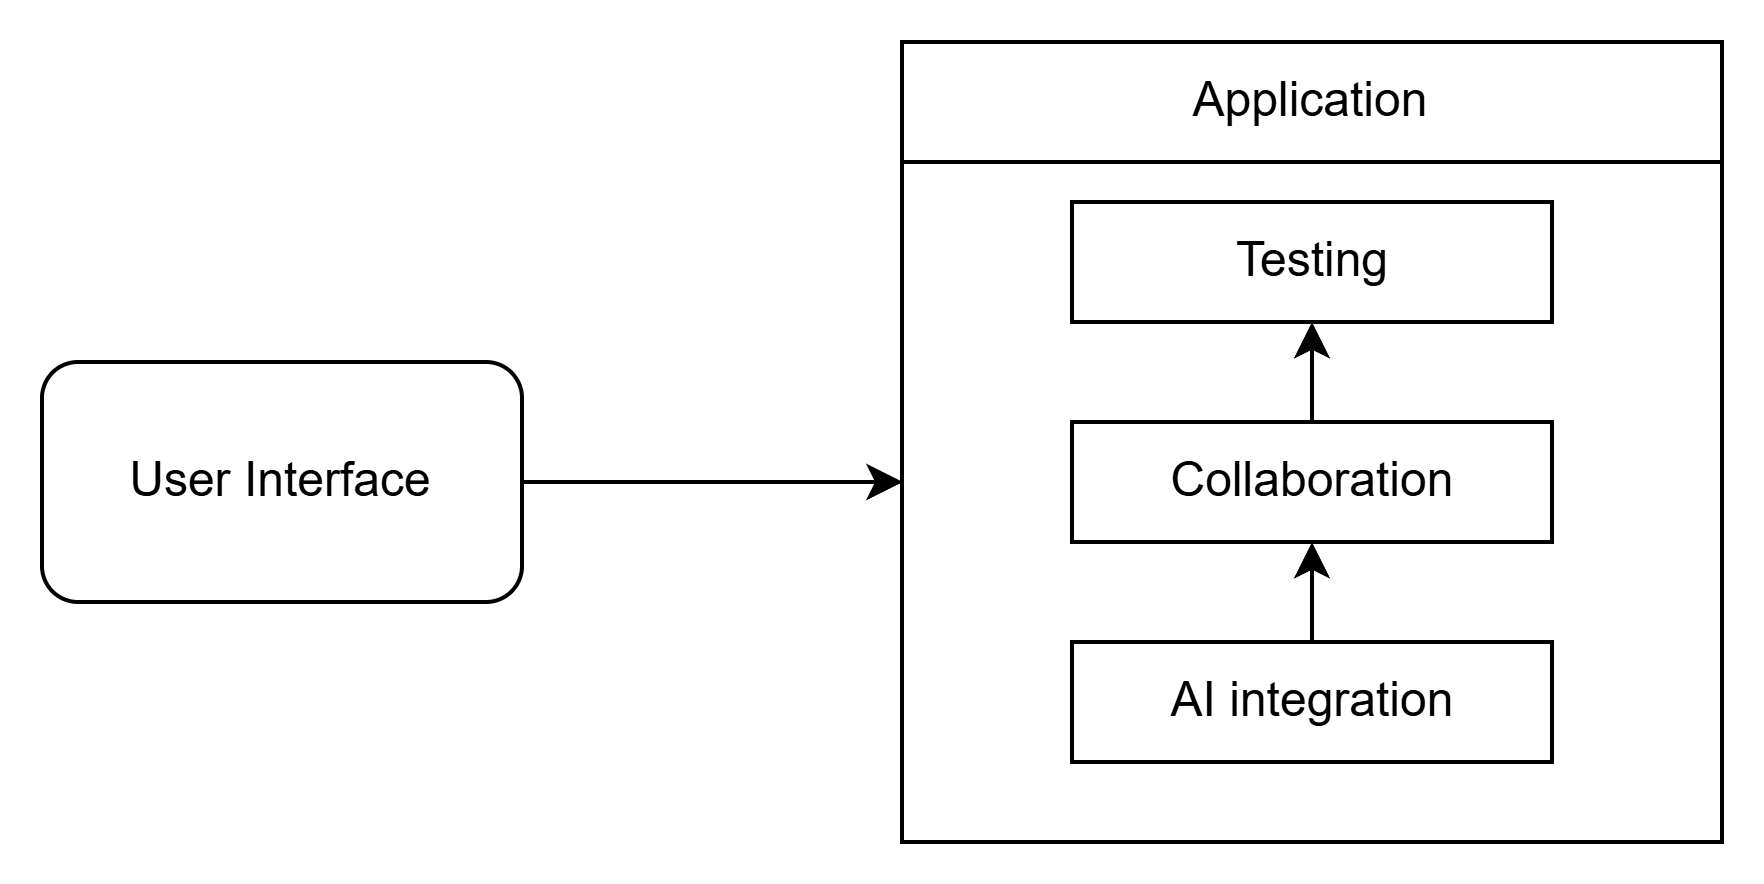 Application
Testing
User Interface
Collaboration
AI integration